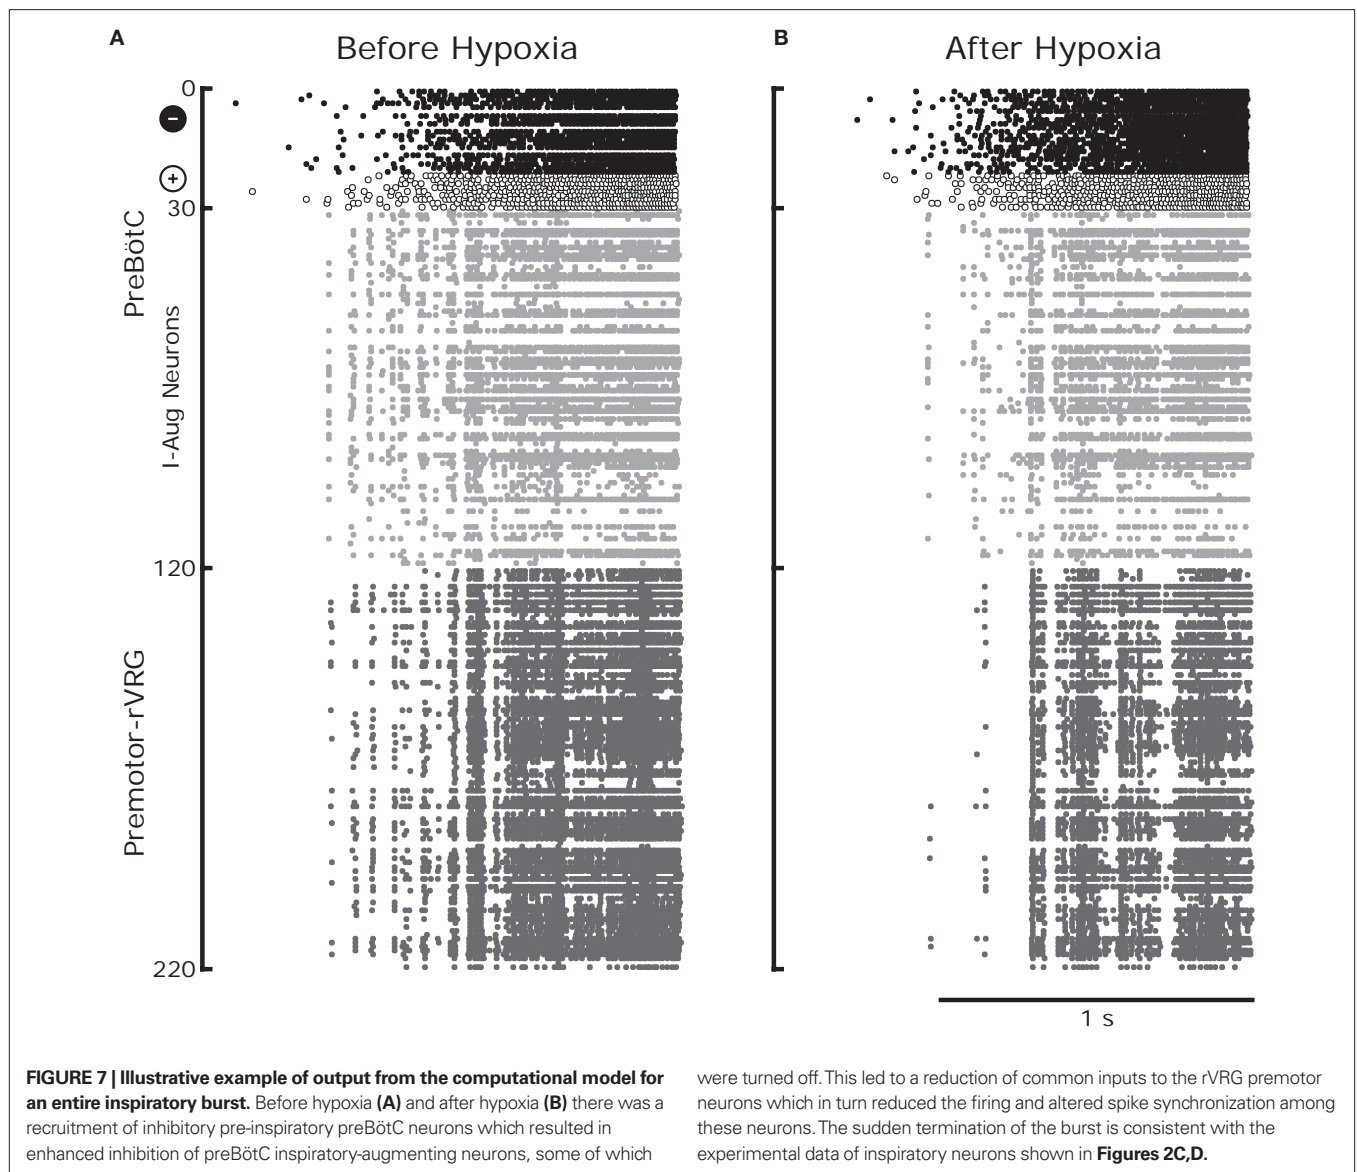 A
Before Hypoxia
B
After Hypoxia
0
−
+
30
PreBötC
I-Aug Neurons
120
Premotor-rVRG
220
1 s
FIGURE 7 | Illustrative example of output from the computational model for
an entire inspiratory burst. Before hypoxia (A) and after hypoxia (B) there was a
recruitment of inhibitory pre-inspiratory preBötC neurons which resulted in
enhanced inhibition of preBötC inspiratory-augmenting neurons, some of which
were turned off. This led to a reduction of common inputs to the rVRG premotor
neurons which in turn reduced the firing and altered spike synchronization among
these neurons. The sudden termination of the burst is consistent with the
experimental data of inspiratory neurons shown in Figures 2C,D.